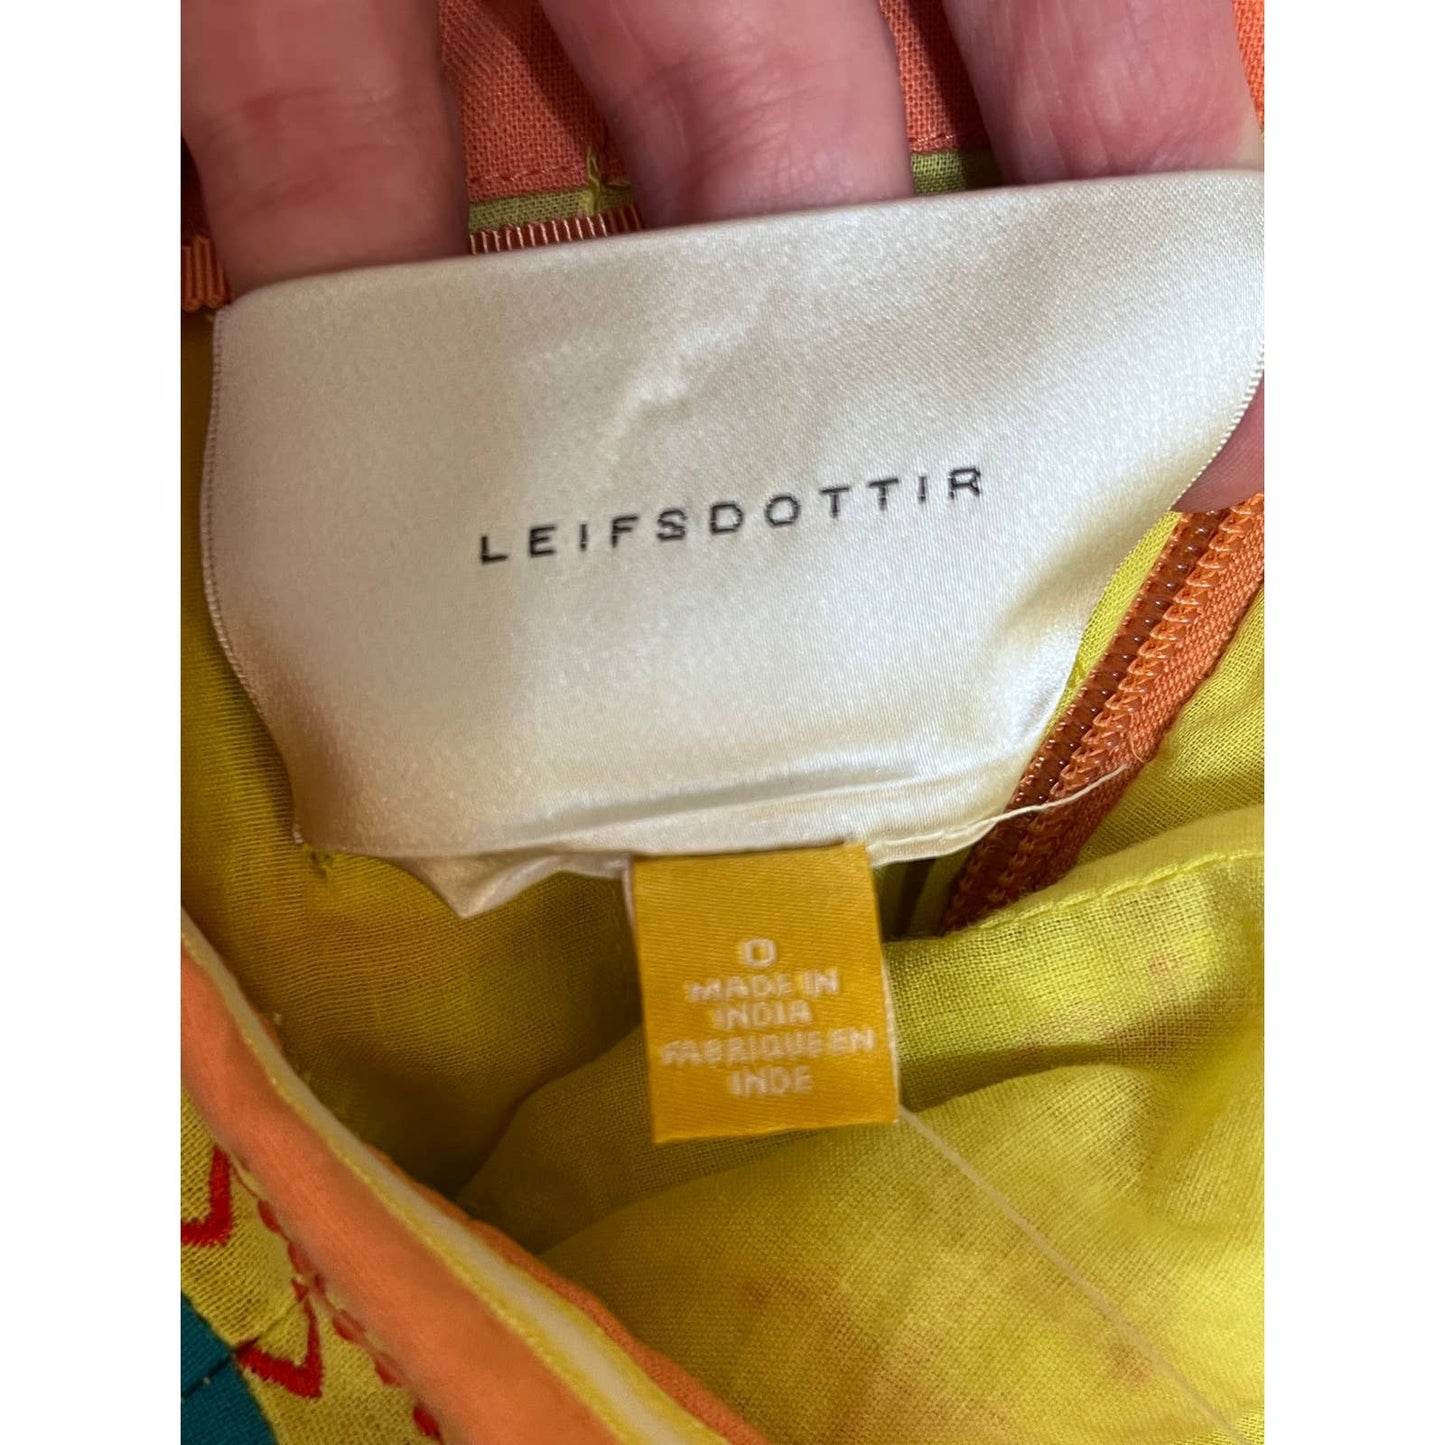 LEIFSDOTTIR
0
MADE IN
INDIA
FABRIQUE EN
INDE